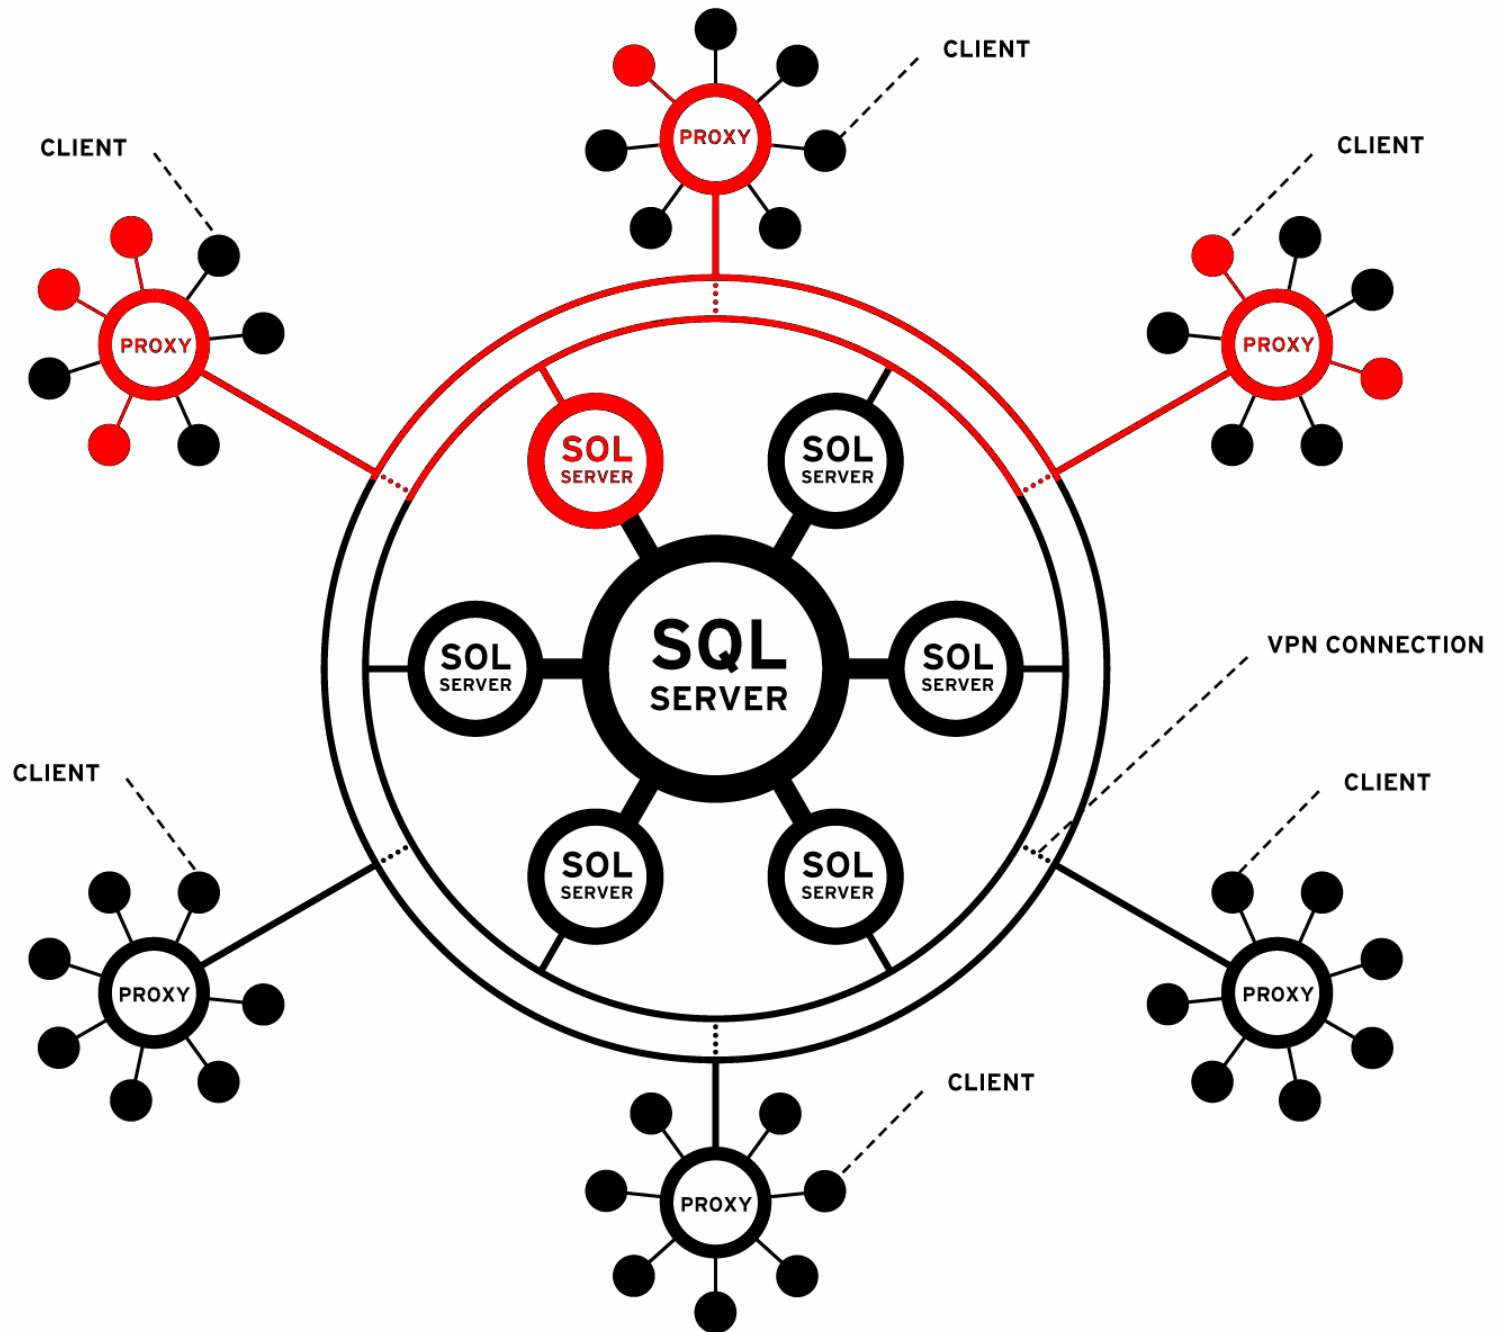 CLIENT
PROXY
CLIENT
CLIENT
PROXY
PROXY
SOL
SERVER
SOL
SERVER
SOL
SERVER
SQL
SERVER
SOL
SERVER
VPN CONNECTION
CLIENT
CLIENT
SOL
SERVER
SOL
SERVER
PROXY
PROXY
CLIENT
PROXY